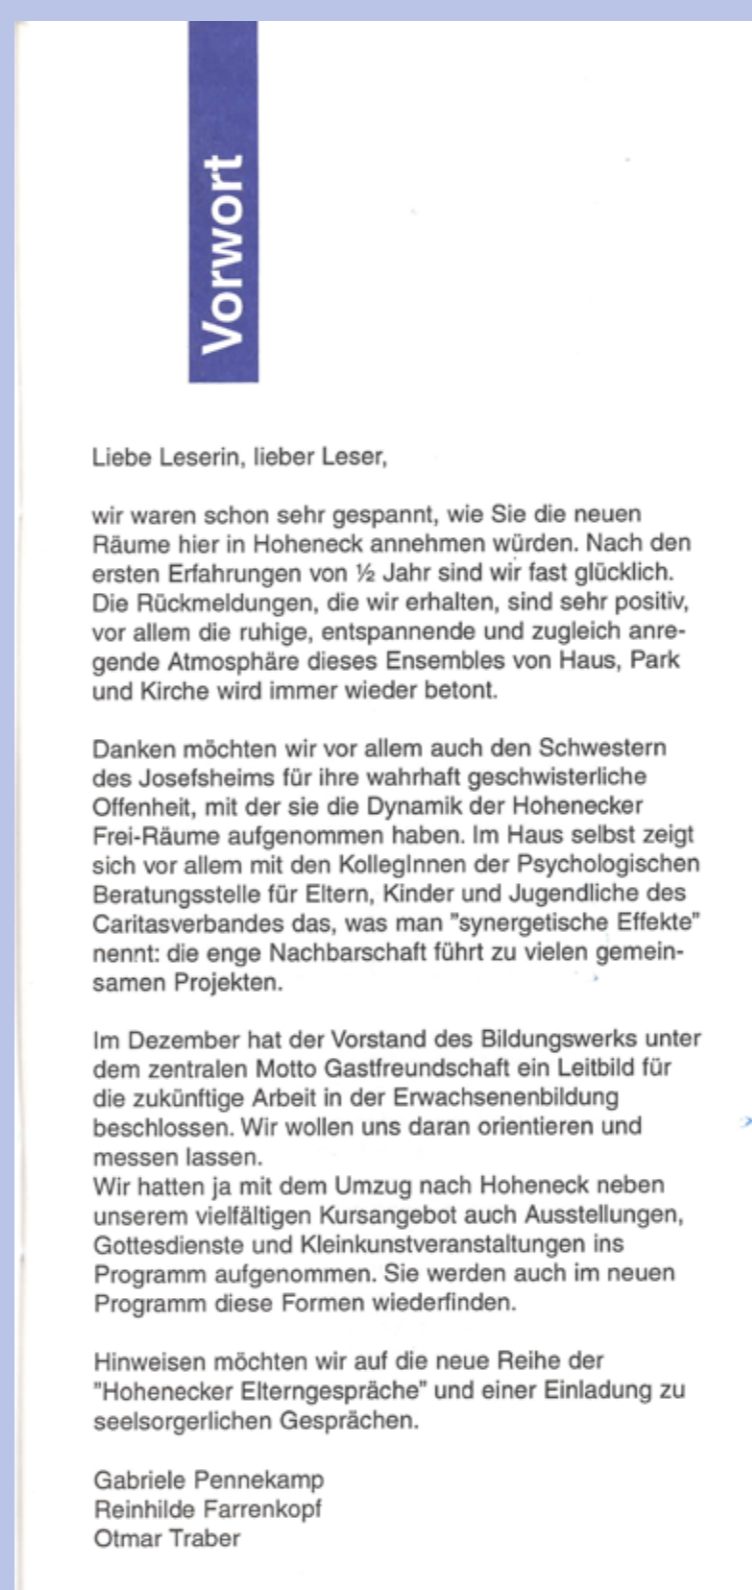 Vorwort
Liebe Leserin, lieber Leser,
wir waren schon sehr gespannt, wie Sie die neuen
Räume hier in Hoheneck annehmen würden. Nach den
ersten Erfahrungen von ½ Jahr sind wir fast glücklich.
Die Rückmeldungen, die wir erhalten, sind sehr positiv,
vor allem die ruhige, entspannende und zugleich anre-
gende Atmosphäre dieses Ensembles von Haus, Park
und Kirche wird immer wieder betont.
Danken möchten wir vor allem auch den Schwestern
des Josefsheims für ihre wahrhaft geschwisterliche
Offenheit, mit der sie die Dynamik der Hohenecker
Frei-Räume aufgenommen haben. Im Haus selbst zeigt
sich vor allem mit den KollegInnen der Psychologischen
Beratungsstelle für Eltern, Kinder und Jugendliche des
Caritasverbandes das, was man "synergetische Effekte"
nennt: die enge Nachbarschaft führt zu vielen gemein-
samen Projekten.
Im Dezember hat der Vorstand des Bildungswerks unter
dem zentralen Motto Gastfreundschaft ein Leitbild für
die zukünftige Arbeit in der Erwachsenenbildung
beschlossen. Wir wollen uns daran orientieren und
messen lassen.
Wir hatten ja mit dem Umzug nach Hoheneck neben
unserem vielfältigen Kursangebot auch Ausstellungen,
Gottesdienste und Kleinkunstveranstaltungen ins
Programm aufgenommen. Sie werden auch im neuen
Programm diese Formen wiederfinden.
Hinweisen möchten wir auf die neue Reihe der
"Hohenecker Elterngespräche" und einer Einladung zu
seelsorgerlichen Gesprächen.
Gabriele Pennekamp
Reinhilde Farrenkopf
Otmar Traber